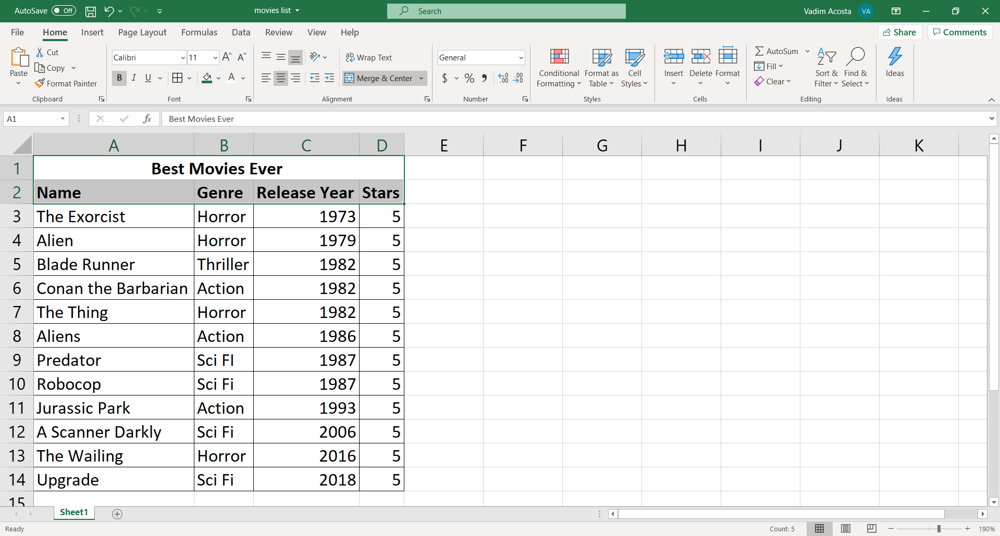 AutoSave Off movies list Search Vadim Acosta VA
File Home Insert Page Layout Formulas Data Review View Help Share Comments
Paste Cut Copy Format Painter Clipboard
Calibri 11 B I U A Font
Wrap Text Merge & Center Alignment
General $ % Number
Conditional Formatting Format as Table Cell Styles Styles
Insert Delete Format Cells
AutoSum Fill Clear Sort & Filter Find & Select Editing
Ideas Ideas
A1 fx Best Movies Ever
A B C D E F G H I J K
1 Best Movies Ever
2 Name Genre Release Year Stars
3 The Exorcist Horror 1973 5
4 Alien Horror 1979 5
5 Blade Runner Thriller 1982 5
6 Conan the Barbarian Action 1982 5
7 The Thing Horror 1982 5
8 Aliens Action 1986 5
9 Predator Sci FI 1987 5
10 Robocop Sci Fi 1987 5
11 Jurassic Park Action 1993 5
12 A Scanner Darkly Sci Fi 2006 5
13 The Wailing Horror 2016 5
14 Upgrade Sci Fi 2018 5
15
Sheet1
Ready Count: 5 190%